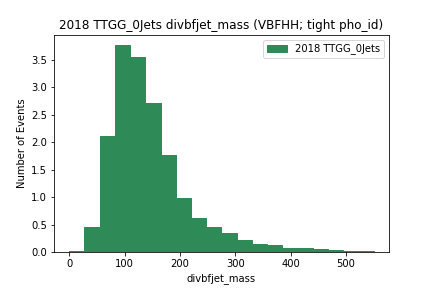 2018 TTGG_0Jets divbfjet_mass (VBFHH; tight pho_id)
2018 TTGG_0Jets
3.5
3.0
2.5
2.0
1.5
1.0
0.5
0.0
Number of Events
0 100 200 300 400 500
divbfjet_mass